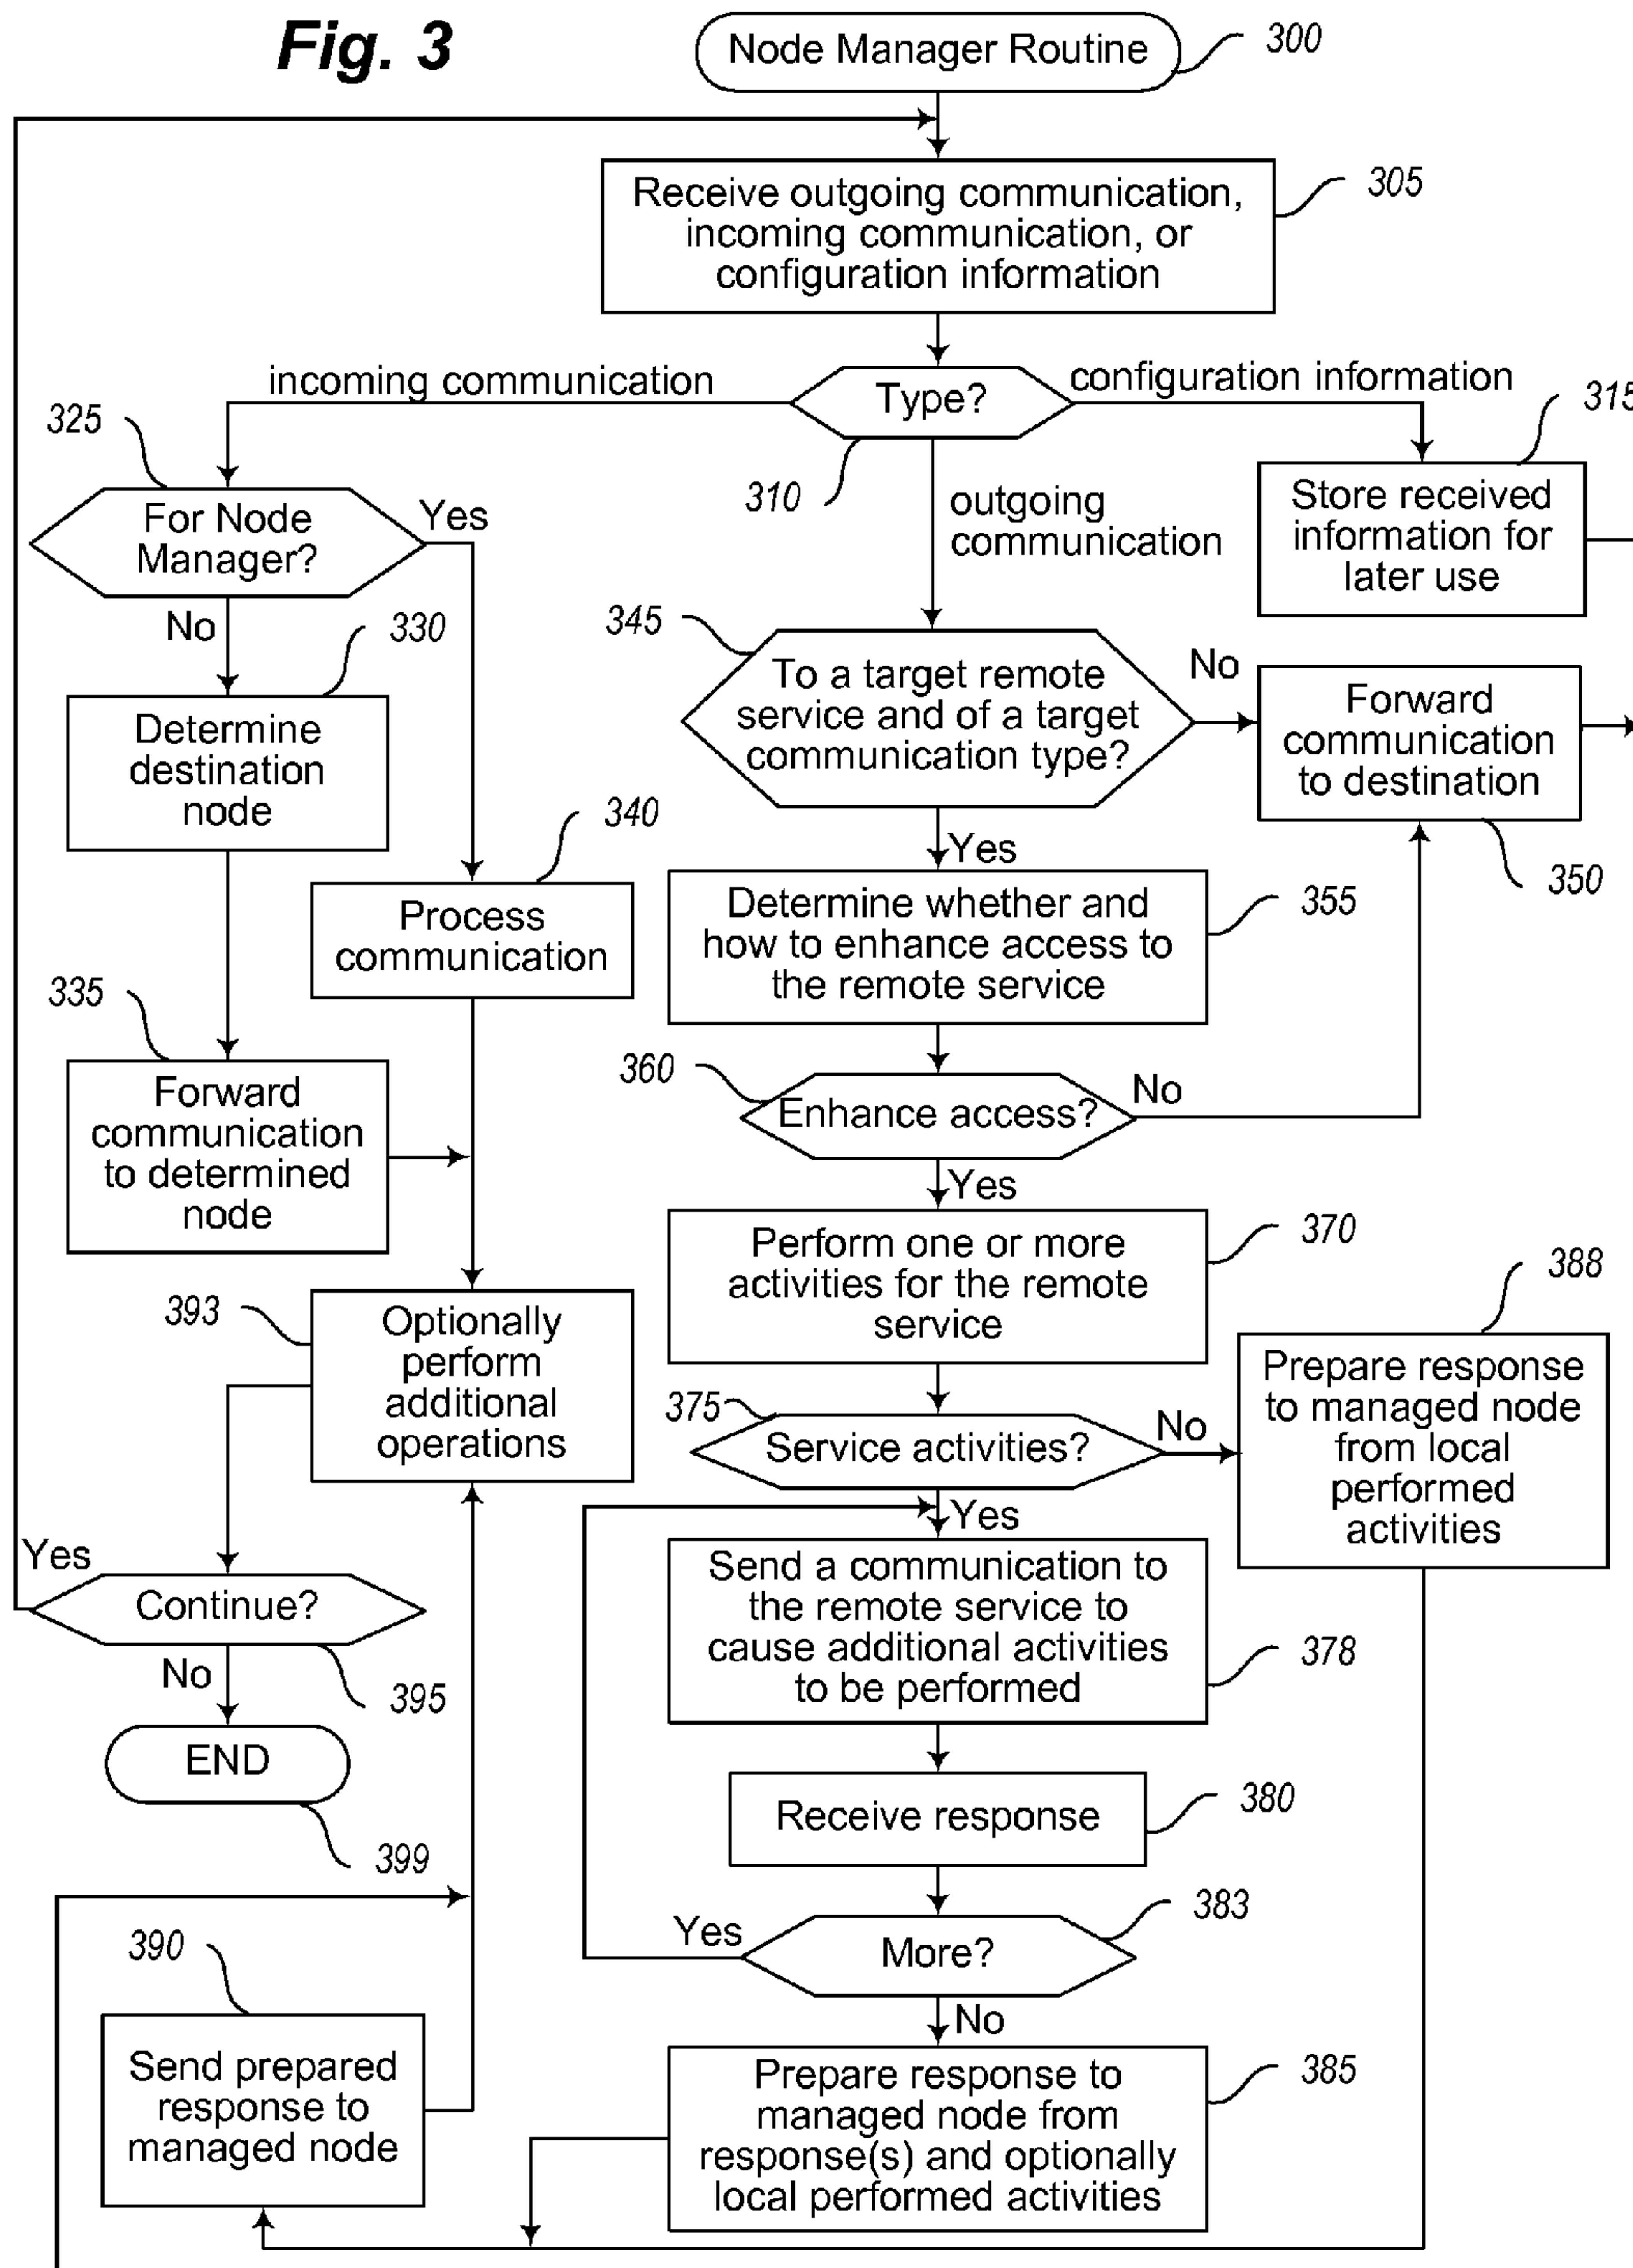 Fig. 3
Node Manager Routine
300
Receive outgoing communication,
incoming communication, or
configuration information
305
incoming communication
Type?
configuration information
310
315
325
For Node
Manager?
Yes
No
outgoing
communication
Store received
information for
later use
330
Determine
destination
node
345
To a target remote
service and of a target
communication type?
No
Forward
communication
to destination
350
340
Process
communication
Yes
Determine whether and
how to enhance access to
the remote service
355
335
Forward
communication
to determined
node
360
Enhance access?
No
Yes
Perform one or more
activities for the remote
service
370
388
Prepare response
to managed node
from local
performed
activities
393
Optionally
perform
additional
operations
375
Service activities?
No
Yes
Send a communication to
the remote service to
cause additional activities
to be performed
378
Yes
Continue?
No
395
END
399
Receive response
380
Yes
More?
383
No
390
Send prepared
response to
managed node
Prepare response to
managed node from
response(s) and optionally
local performed activities
385